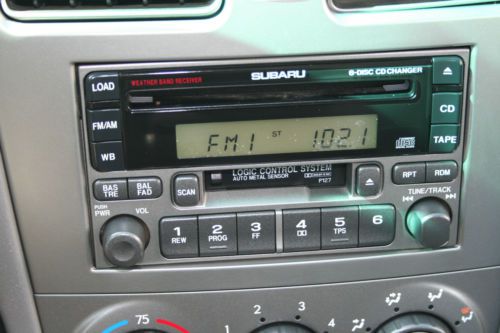 LOAD
WEATHER BAND RECEIVER
SUBARU
6-DISC CD CHANGER
FM/AM
WB
FM1 ST 102.1
CD
TAPE
LOGIC CONTROL SYSTEM
AUTO METAL SENSOR
P127
BAS TRE
BAL FAD
SCAN
RPT
RDM
PUSH PWR
VOL
TUNE/TRACK
1 REW
2 PROG
3 FF
4
5 TPS
6
75
1
2
3
4